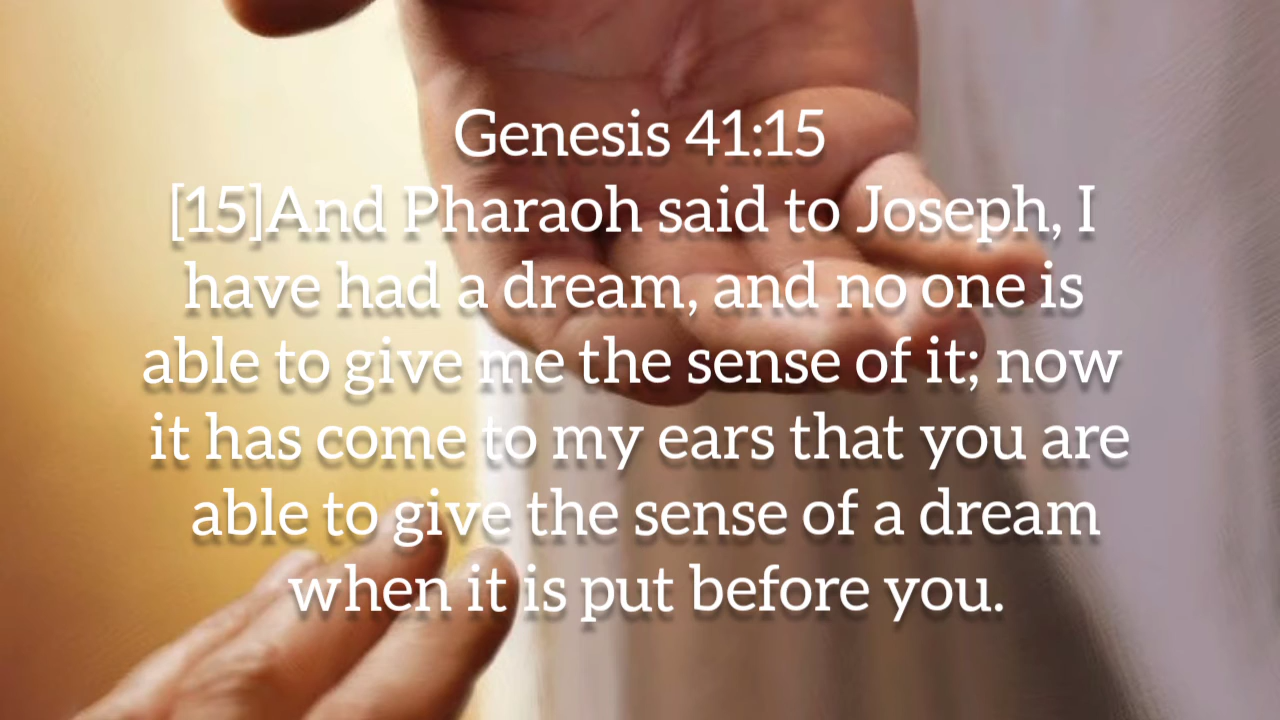 Genesis 41:15
[15]And Pharaoh said to Joseph, I
have had a dream, and no one is
able to give me the sense of it; now
it has come to my ears that you are
able to give the sense of a dream
when it is put before you.